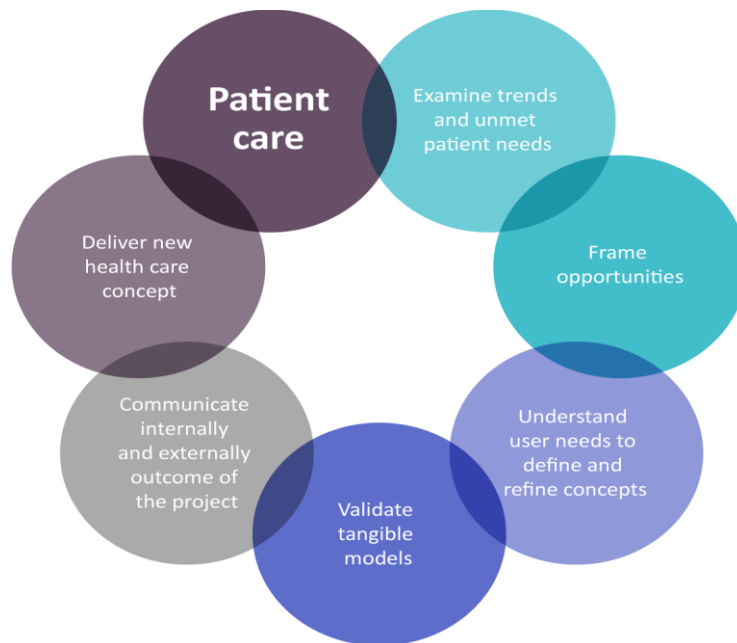 Patient
care
Examine trends
and unmet
patient needs
Frame
opportunities
Understand
user needs to
define and
refine concepts
Validate
tangible
models
Communicate
internally
and externally
outcome of
the project
Deliver new
health care
concept